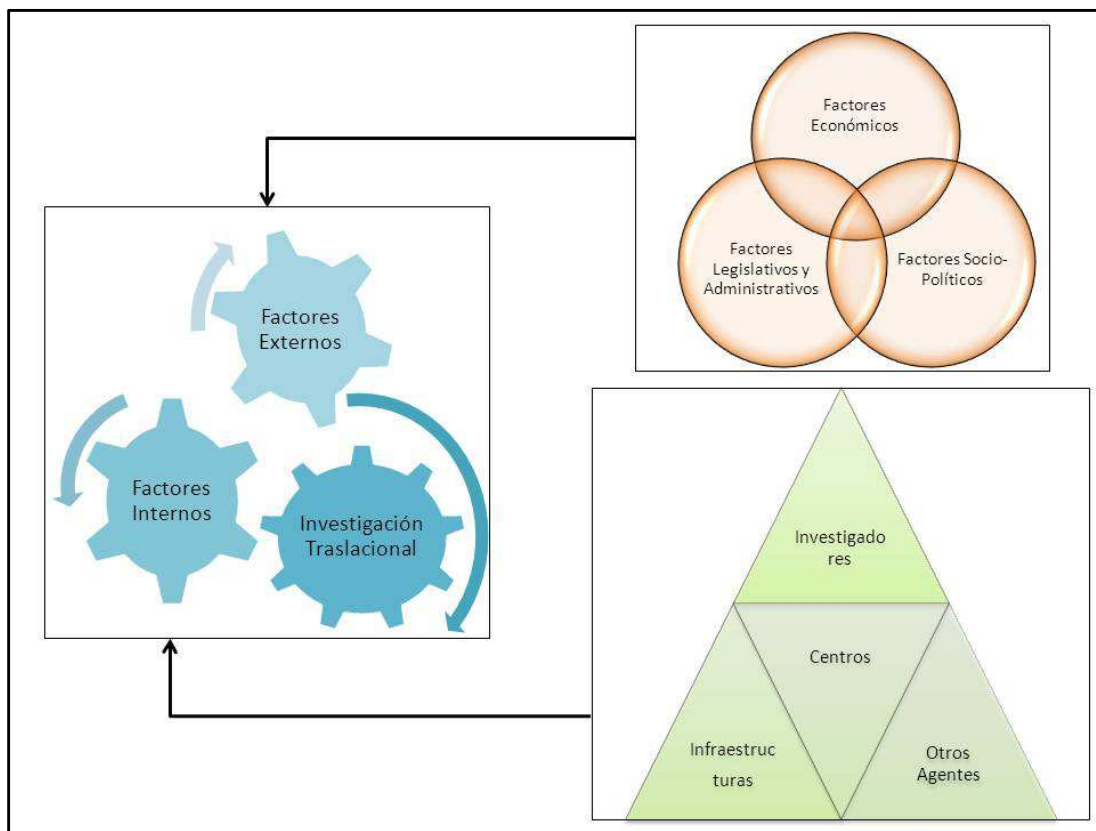 Factores
Económicos
Factores
Legislativos y
Administrativos
Factores Socio-
Políticos
Factores
Externos
Factores
Internos
Investigación
Traslacional
Investigado
res
Centros
Infraestruc
turas
Otros
Agentes